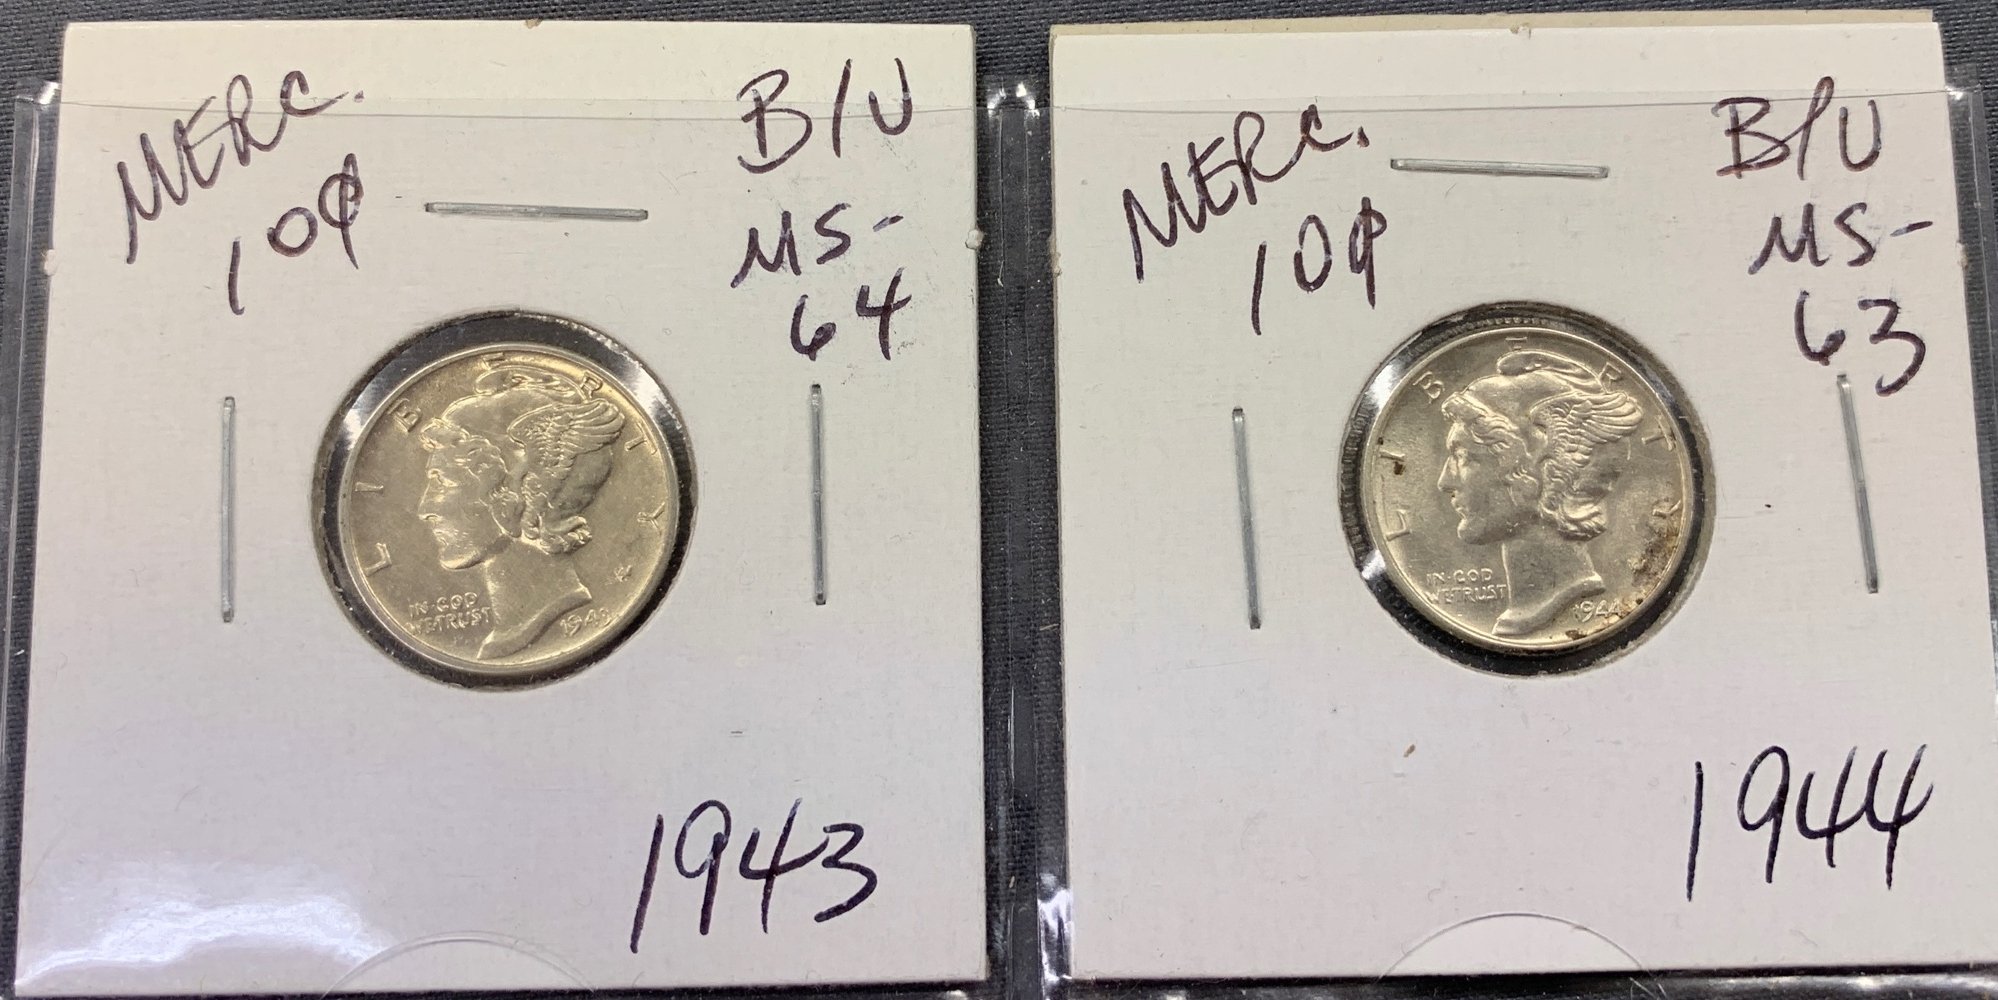 MERC.
10¢
B/U
MS-
64
LIBERTY
IN·GOD
WE TRUST
1943
1943
MERC.
10¢
B/U
MS-
63
LIBERTY
IN·GOD
WE TRUST
1944
1944